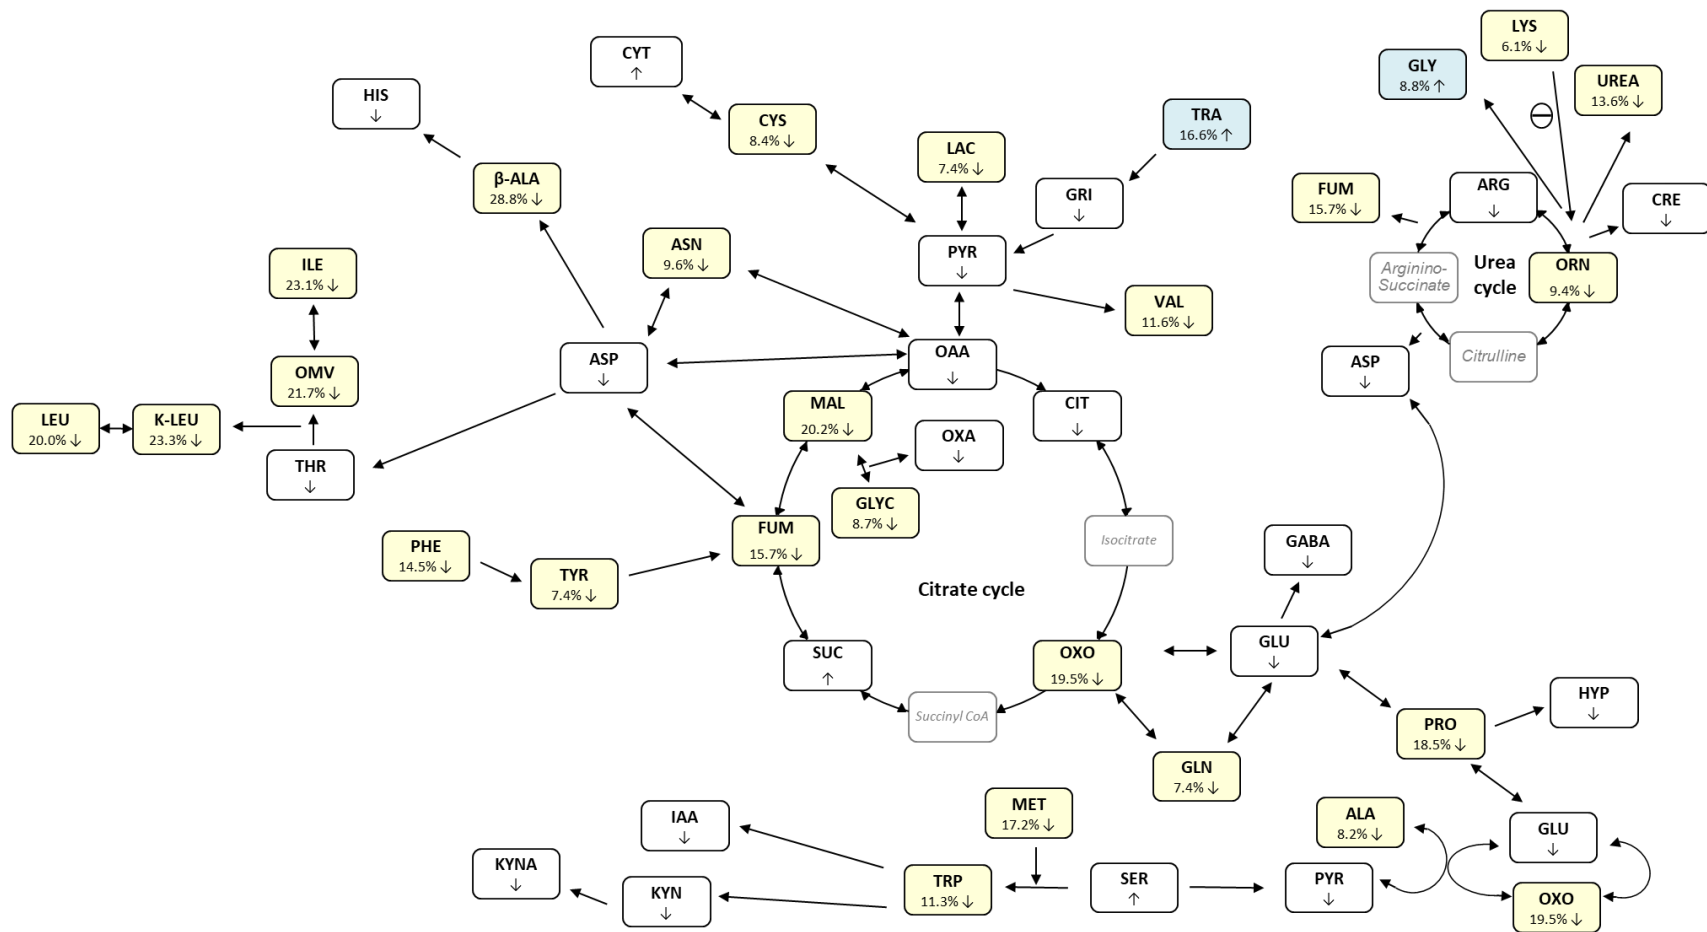 LYS
6.1% ↓
CYT
↑
GLY
8.8% ↑
UREA
13.6% ↓
HIS
↓
CYS
8.4% ↓
TRA
16.6% ↑
LAC
7.4% ↓
β-ALA
28.8% ↓
GRI
↓
FUM
15.7% ↓
ARG
↓
CRE
↓
ASN
9.6% ↓
PYR
↓
ILE
23.1% ↓
Arginino-
Succinate
Urea
cycle
ORN
9.4% ↓
VAL
11.6% ↓
ASP
↓
OAA
↓
ASP
↓
Citrulline
OMV
21.7% ↓
MAL
20.2% ↓
CIT
↓
LEU
20.0% ↓
K-LEU
23.3% ↓
OXA
↓
THR
↓
GLYC
8.7% ↓
FUM
15.7% ↓
Isocitrate
PHE
14.5% ↓
GABA
↓
TYR
7.4% ↓
Citrate cycle
SUC
↑
OXO
19.5% ↓
GLU
↓
Succinyl CoA
HYP
↓
PRO
18.5% ↓
GLN
7.4% ↓
MET
17.2% ↓
ALA
8.2% ↓
IAA
↓
GLU
↓
KYNA
↓
KYN
↓
TRP
11.3% ↓
SER
↑
PYR
↓
OXO
19.5% ↓